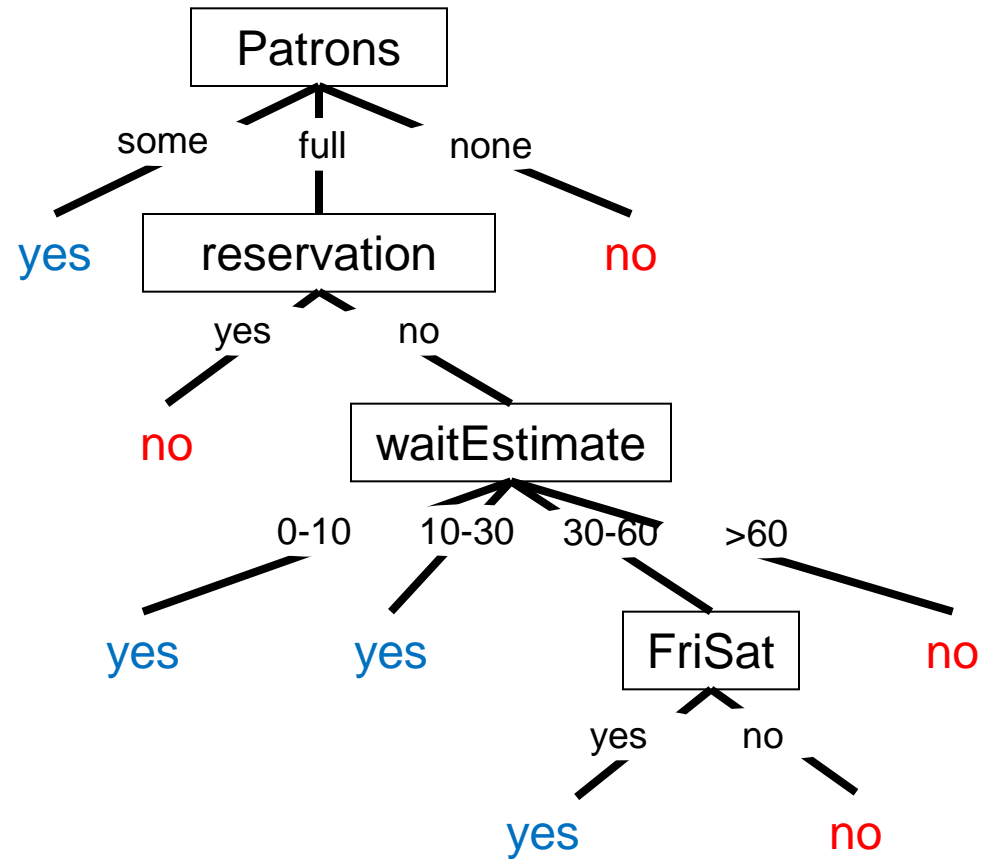 Patrons
some full none
yes reservation no
yes no
no waitEstimate
0-10 10-30 30-60 >60
yes yes FriSat no
yes no
yes no